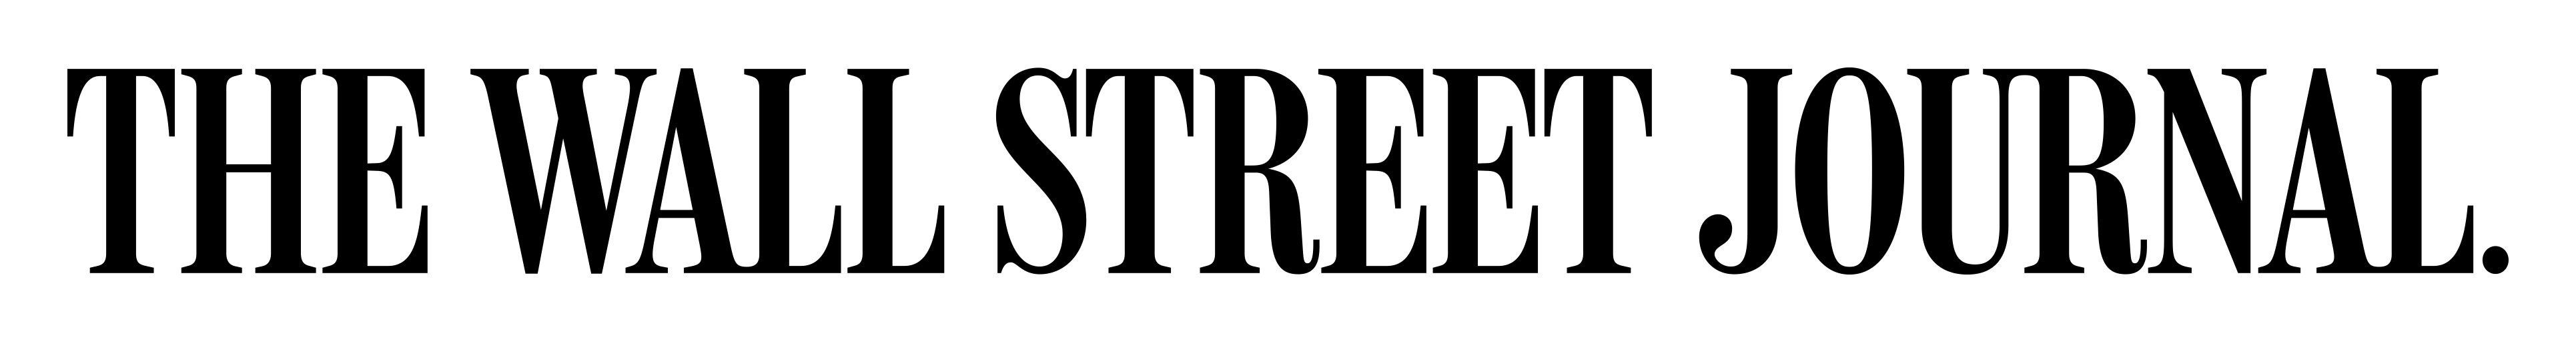 THE WALL STREET JOURNAL.